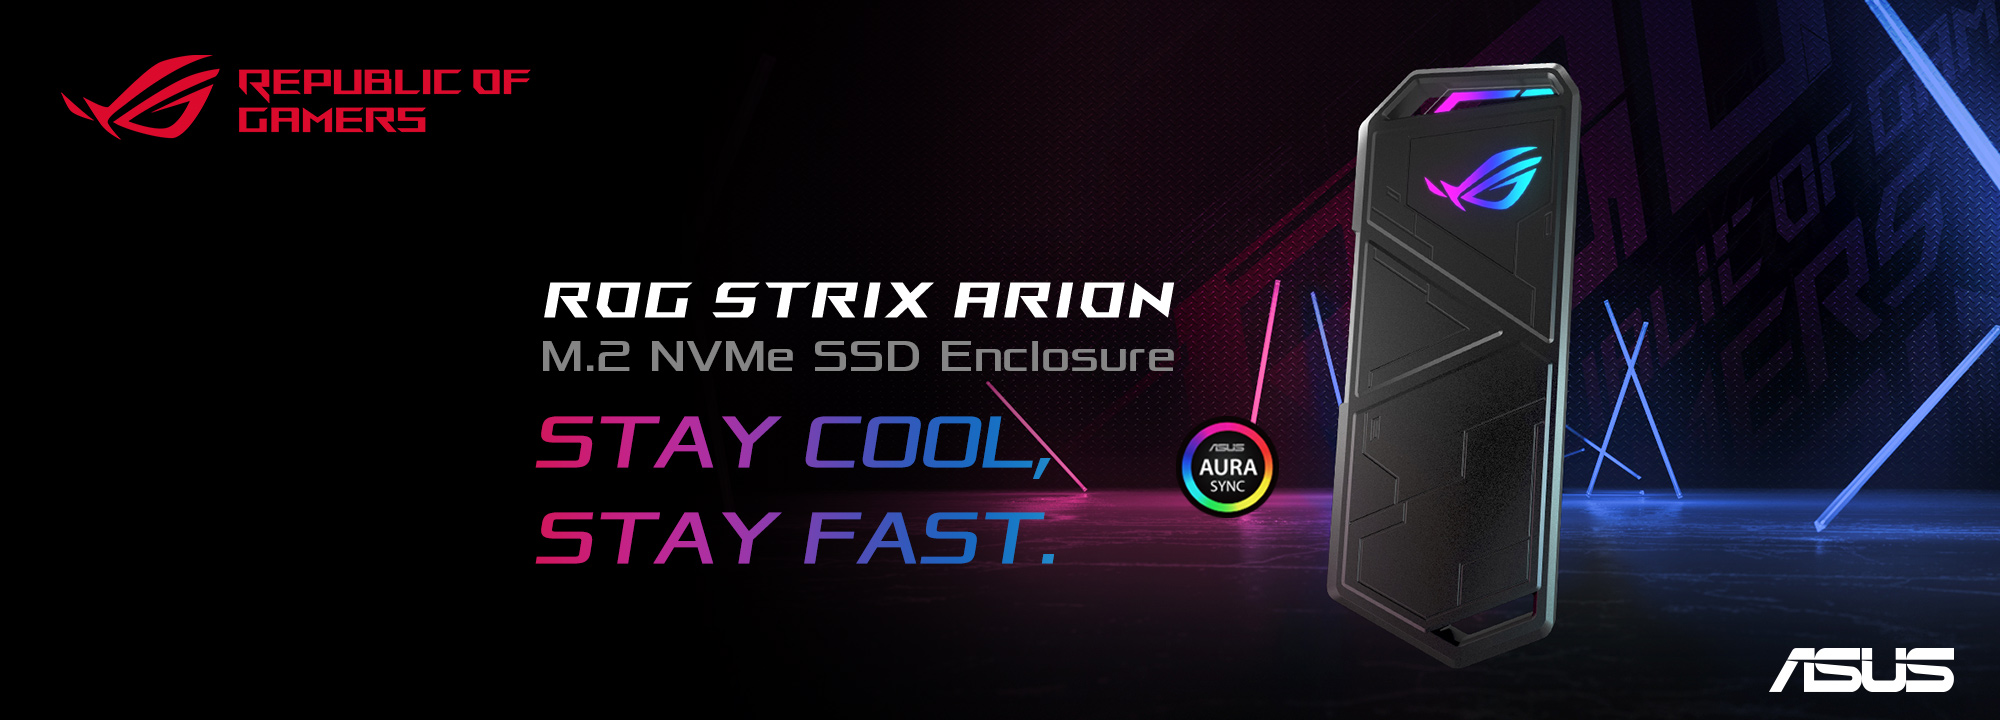 REPUBLIC OF
GAMERS
ROG STRIX ARION
M.2 NVMe SSD Enclosure
STAY COOL,
STAY FAST.
ASUS
AURA
SYNC
ASUS